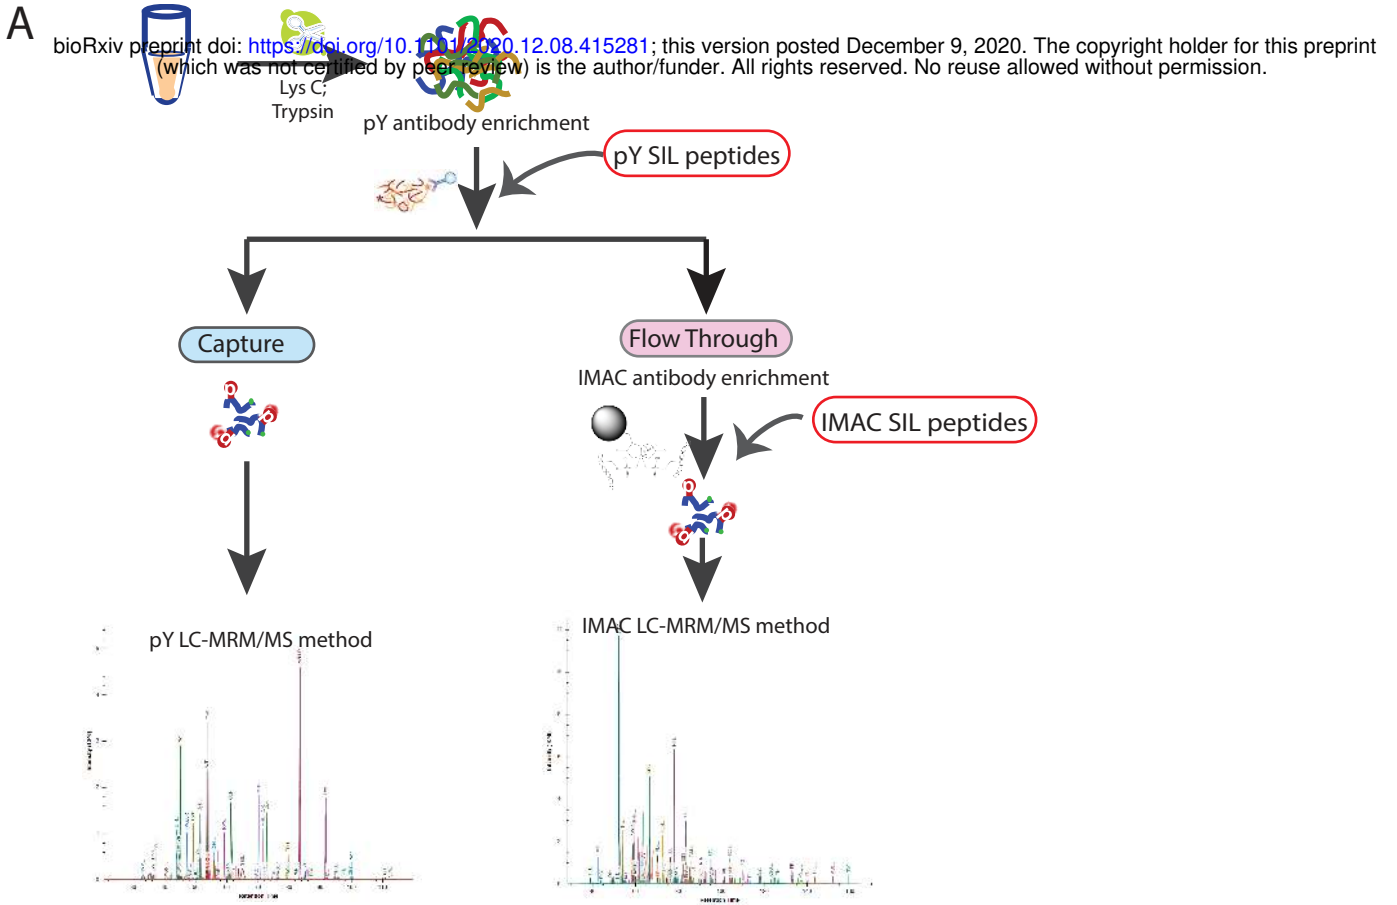 A
bioRxiv preprint doi: https://doi.org/10.1101/2020.12.08.415281; this version posted December 9, 2020. The copyright holder for this preprint
(which was not certified by peer review) is the author/funder. All rights reserved. No reuse allowed without permission.
Lys C;
Trypsin
pY antibody enrichment
pY SIL peptides
Capture
Flow Through
IMAC antibody enrichment
IMAC SIL peptides
pY LC-MRM/MS method
IMAC LC-MRM/MS method